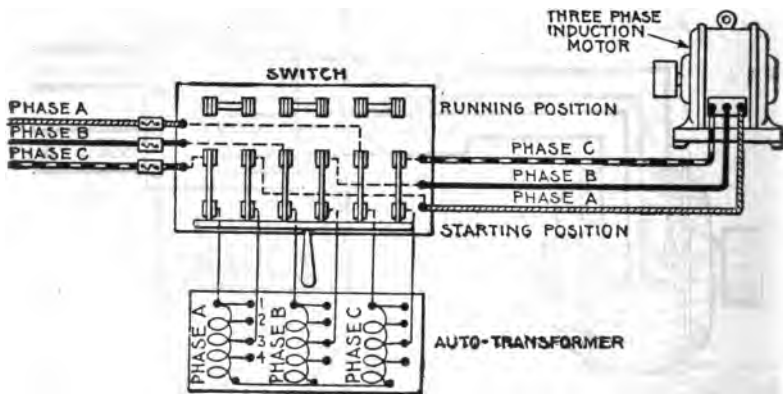 THREE PHASE
INDUCTION
MOTOR
SWITCH
PHASE A
PHASE B
PHASE C
RUNNING POSITION
PHASE C
PHASE B
PHASE A
STARTING POSITION
PHASE A
1
2
3
4
PHASE B
PHASE C
AUTO-TRANSFORMER